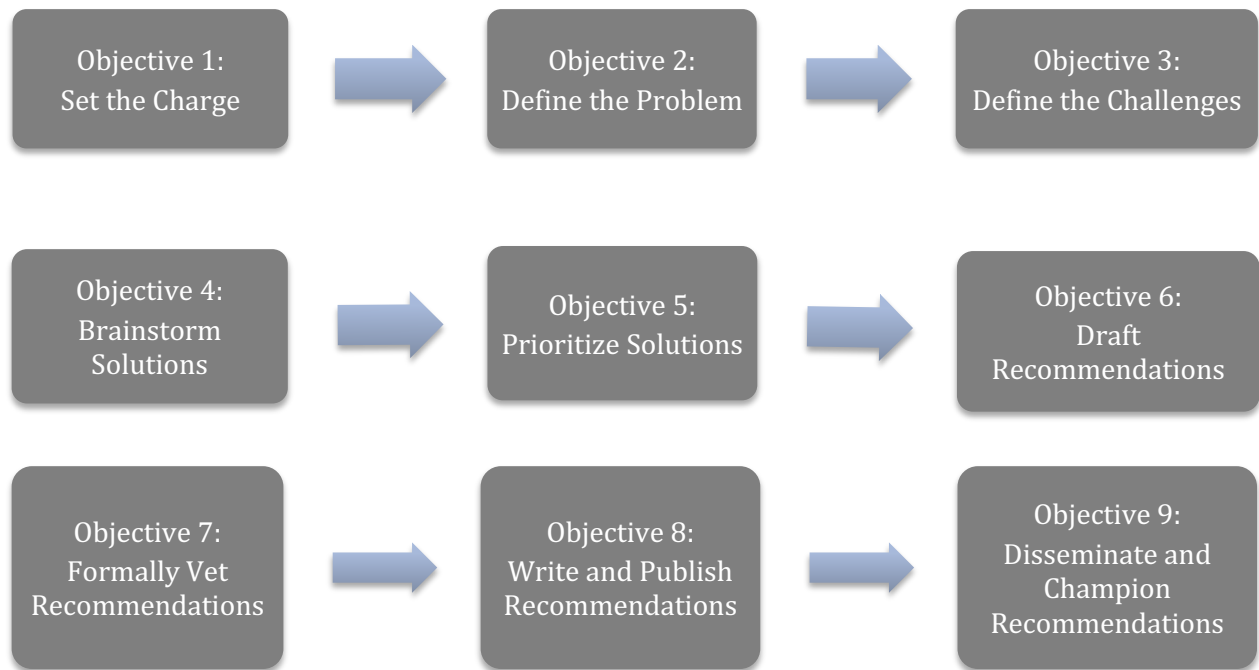 Objective 1:
Set the Charge
Objective 2:
Define the Problem
Objective 3:
Define the Challenges
Objective 4:
Brainstorm
Solutions
Objective 5:
Prioritize Solutions
Objective 6:
Draft
Recommendations
Objective 7:
Formally Vet
Recommendations
Objective 8:
Write and Publish
Recommendations
Objective 9:
Disseminate and
Champion
Recommendations